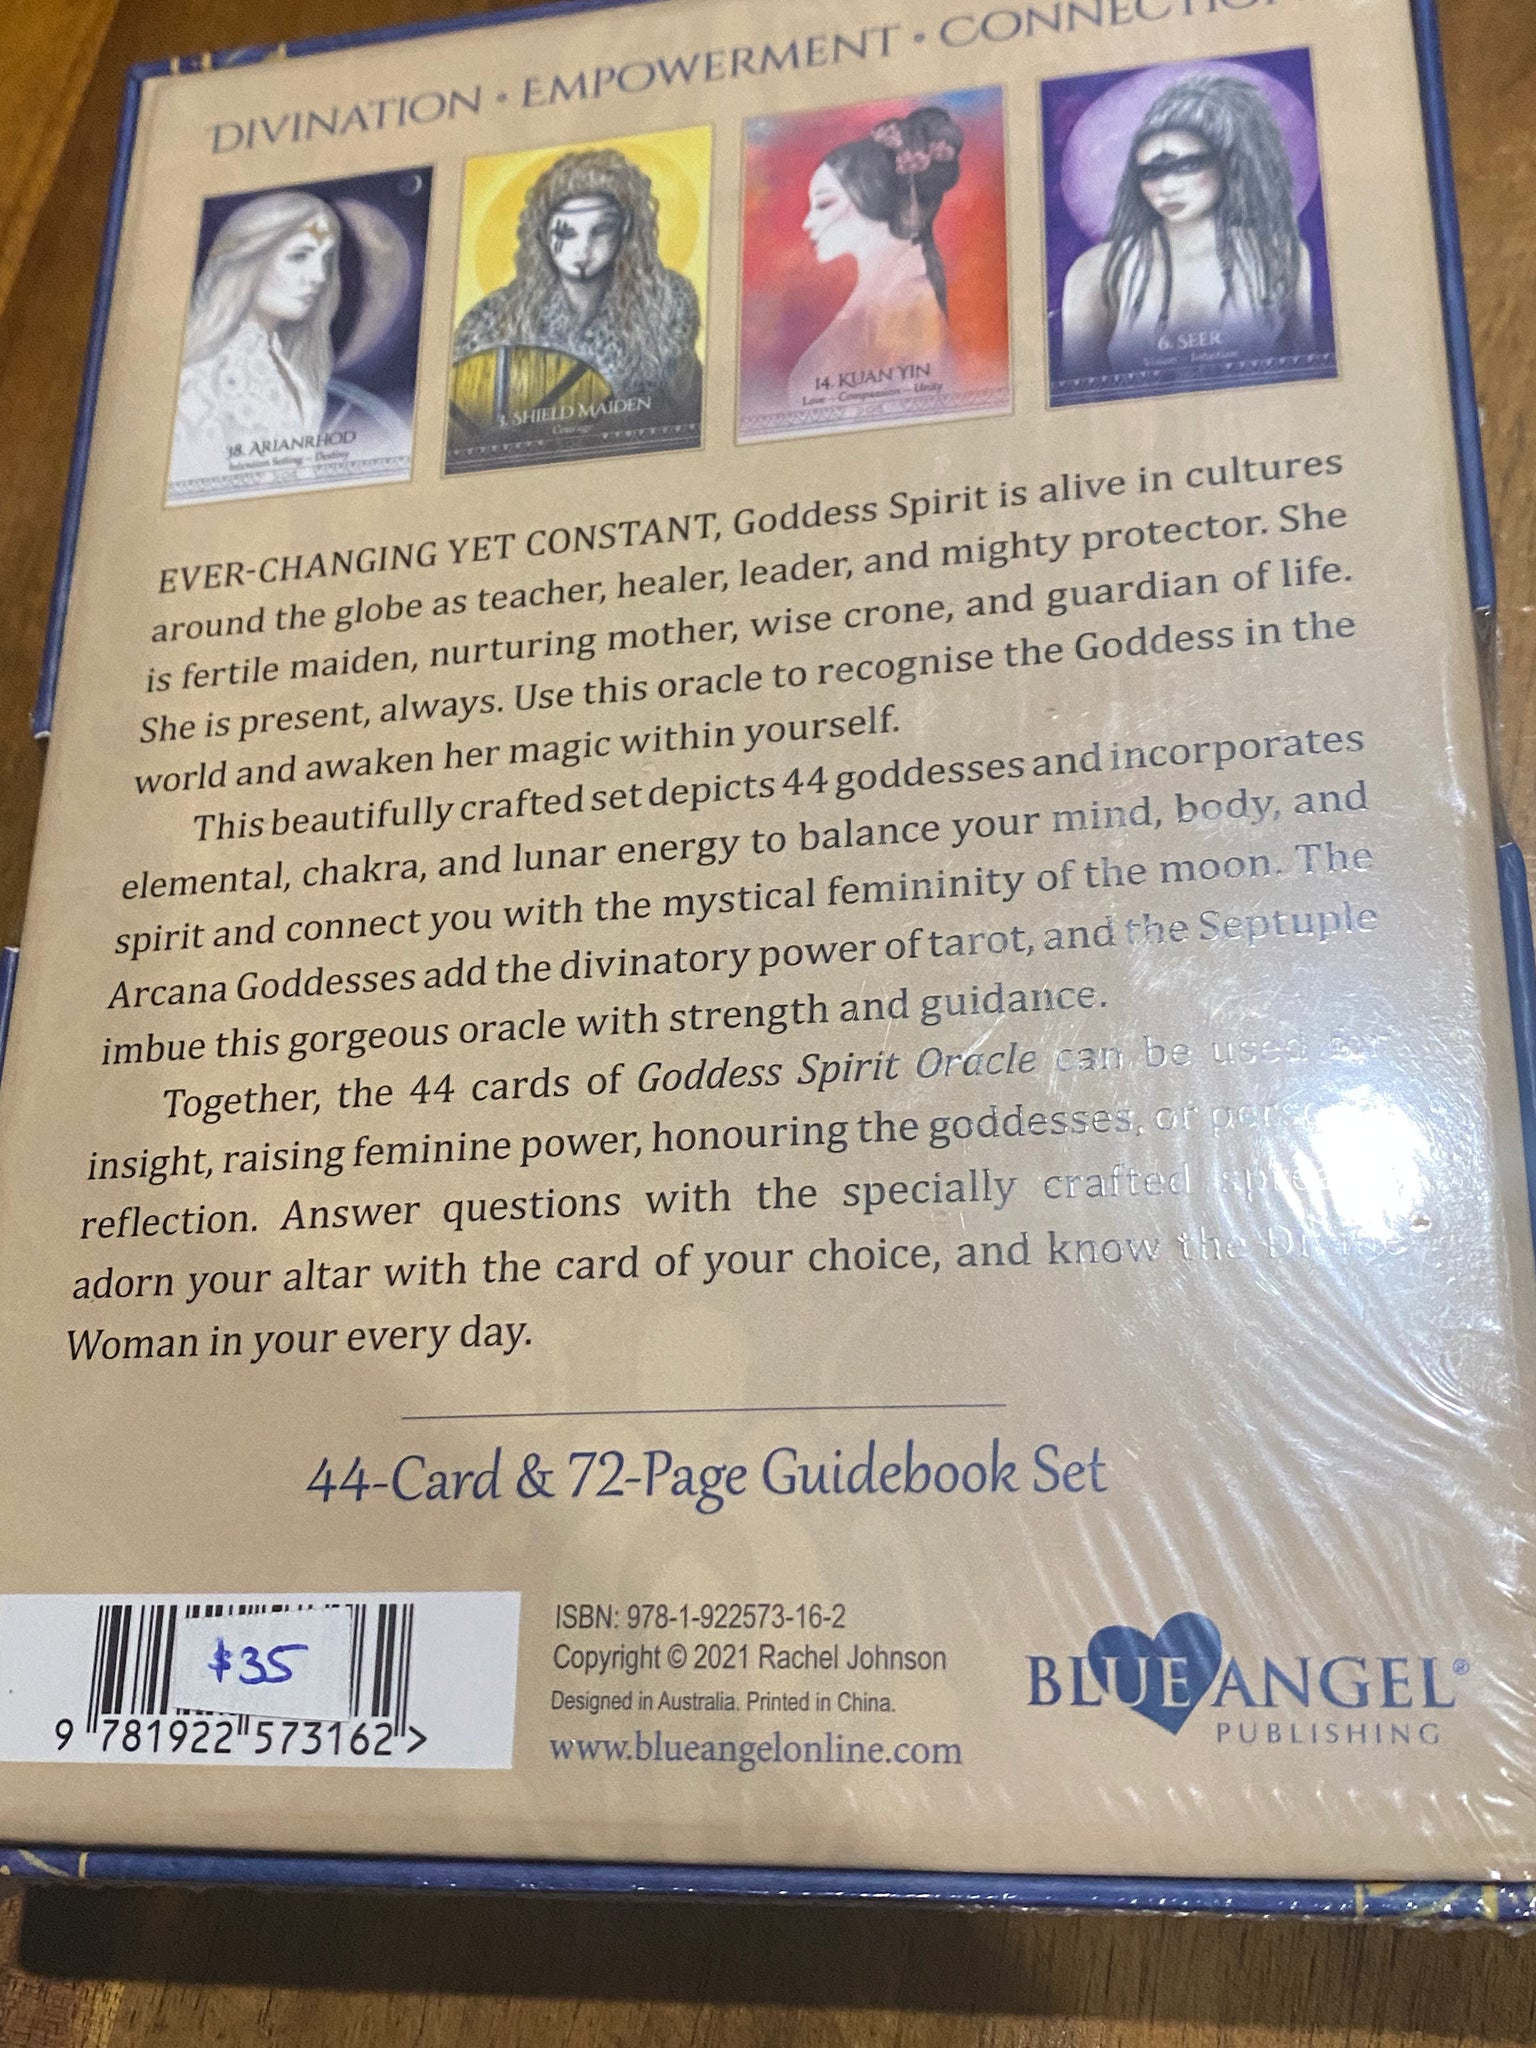 DIVINATION • EMPOWERMENT •
38. ARIANRHOD
Intention Setting – Destiny
3. SHIELD MAIDEN
Courage
14. KUAN YIN
Love – Compassion – Unity
6. SEER
Vision – Intuition
EVER-CHANGING YET CONSTANT, Goddess Spirit is alive in cultures
around the globe as teacher, healer, leader, and mighty protector. She
is fertile maiden, nurturing mother, wise crone, and guardian of life.
She is present, always. Use this oracle to recognise the Goddess in the
world and awaken her magic within yourself.
This beautifully crafted set depicts 44 goddesses and incorporates
elemental, chakra, and lunar energy to balance your mind, body, and
spirit and connect you with the mystical femininity of the moon. The
Arcana Goddesses add the divinatory power of tarot, and the Septuple
imbue this gorgeous oracle with strength and guidance.
Together, the 44 cards of Goddess Spirit Oracle can be used
insight, raising feminine power, honouring the goddesses, or
reflection. Answer questions with the specially crafted
adorn your altar with the card of your choice, and know the
Woman in your every day.
44-Card & 72-Page Guidebook Set
$35
9 781922 573162 >
ISBN: 978-1-922573-16-2
Copyright © 2021 Rachel Johnson
Designed in Australia. Printed in China.
www.blueangelonline.com
BLUE ANGEL®
PUBLISHING